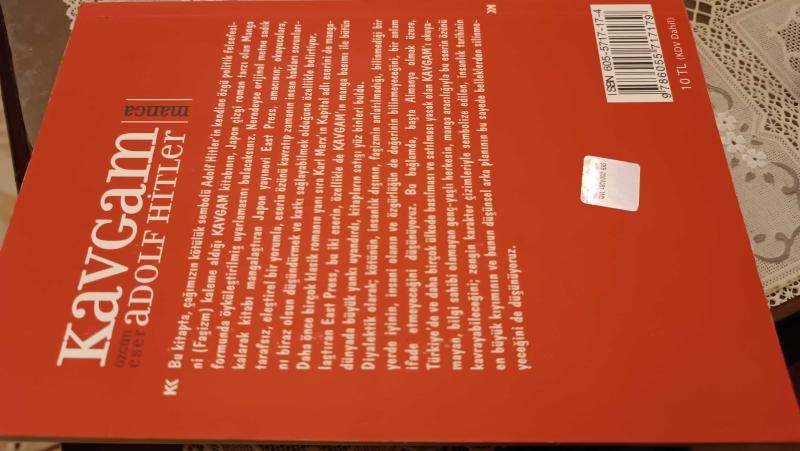 Kavgam
manga
özgün
eser
aDOLF HİTLER
“ Bu kitapta, çağımızın kötülük sembolü Adolf Hitler'in kendine özgü politik felsefesi-
ni (Faşizm) kaleme aldığı KAVGAM kitabının, Japon çizgi roman tarzı olan Manga
formunda öyküleştirilmiş uyarlamasını bulacaksınız. Neredeyse orijinal metne sadık
kalarak kitabı mangalaştıran Japon yayınevi East Press, amacının; okuyuculara,
tarafsız, eleştirel bir yorumla, eserin özünü kavratıp zamanın insan hakları sorunları-
nı biraz olsun düşündürmek ve katkı sağlayabilmek olduğunu özellikle belirtiyor.
Daha önce birçok klasik romanın yanı sıra Karl Marx'ın Kapital adlı eserini de manga-
laştıran East Press, bu iki eserin, özellikle de KAVGAM'ın manga basımı ile bütün
dünyada büyük yankı uyandırdı, kitapların satışı yüz binleri buldu.
Diyalektik olarak; kötünün, insanlık dışının, faşizmin anlatılmadığı, bilinmediği bir
yerde iyinin, insani olanın ve özgürlüğün de değerinin bilinmeyeceğini, bir anlam
ifade etmeyeceğini düşünüyoruz. Bu bağlamda, başta Almanya olmak üzere,
Türkiye'de ve daha birçok ülkede basılması ve satılması yasak olan KAVGAM'ı okuya-
mayan, bilgi sahibi olamayan genç-yaşlı herkesin, manga aracılığıyla bu eserin özünü
kavrayabileceğini; zengin karakter çizimleriyle sembolize edilen, insanlık tarihinin
en büyük kıyımının ve bunun düşünsel arka planının bu sayede belleklerden silinme-
yeceğini de düşünüyoruz. ”
ISBN 605-5717-17-4
9786055717179
10 TL (KDV Dahil)